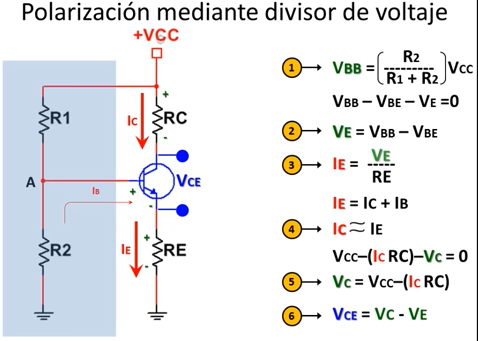 Polarización mediante divisor de voltaje
+VCC
R1
IC
+
RC
-
A
IB
+
-
VCE
R2
IE
+
RE
-
1 VBB = ( R2
--------
R1 + R2 ) VCC
VBB – VBE – VE =0
2 VE = VBB – VBE
3 IE = VE
----
RE
IE = IC + IB
4 IC ≈ IE
VCC–(IC RC)–VC = 0
5 VC = VCC–(IC RC)
6 VCE = VC - VE